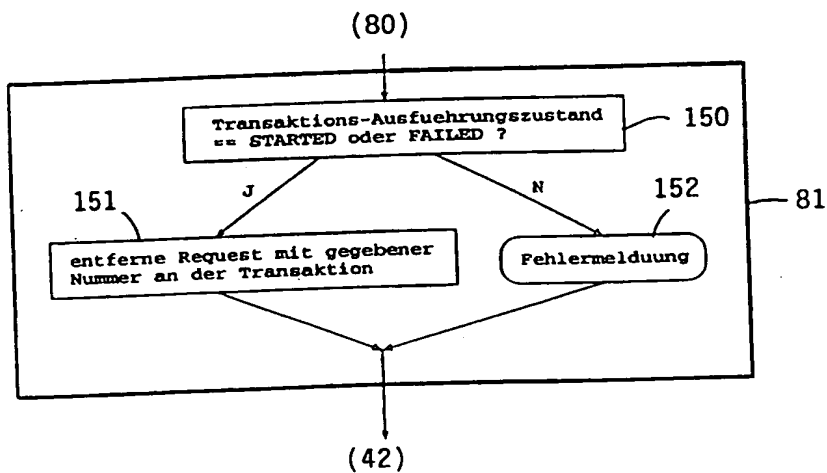 (80)
Transaktions-Ausfuehrungszustand
== STARTED oder FAILED ?
150
J
N
151
152
81
entferne Request mit gegebener
Nummer an der Transaktion
Fehlermelduung
(42)